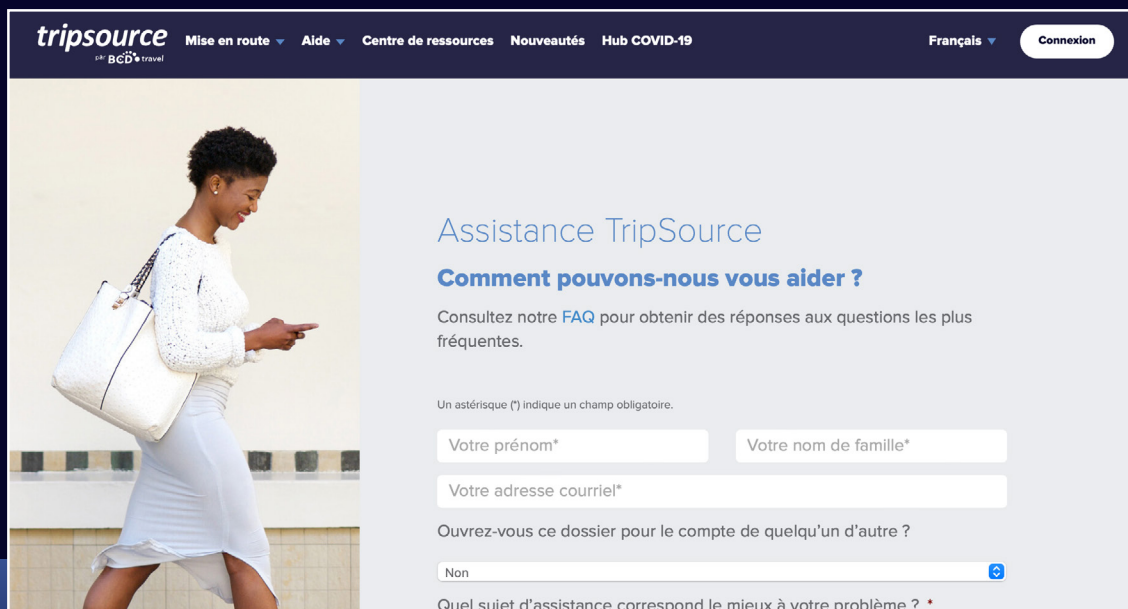 tripsource
par BCD travel
Mise en route
Aide
Centre de ressources
Nouveautés
Hub COVID-19
Français
Connexion
Assistance TripSource
Comment pouvons-nous vous aider ?
Consultez notre FAQ pour obtenir des réponses aux questions les plus
fréquentes.
Un astérisque (*) indique un champ obligatoire.
Votre prénom*
Votre nom de famille*
Votre adresse courriel*
Ouvrez-vous ce dossier pour le compte de quelqu'un d'autre ?
Non
Quel sujet d'assistance correspond le mieux à votre problème ? *